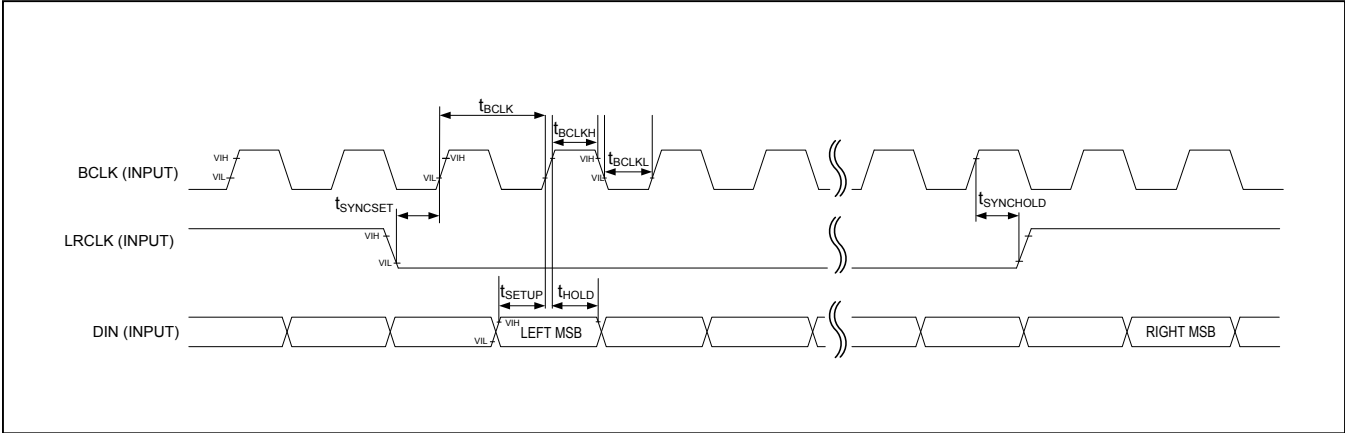 tBCLK
tBCLKH
VIH
VIH
VIH
BCLK (INPUT)
VIL
VIL
VIL
tBCLKL
tSYNCSET
tSYNCHOLD
LRCLK (INPUT)
VIH
VIL
tSETUP
tHOLD
DIN (INPUT)
VIH
LEFT MSB
RIGHT MSB
VIL